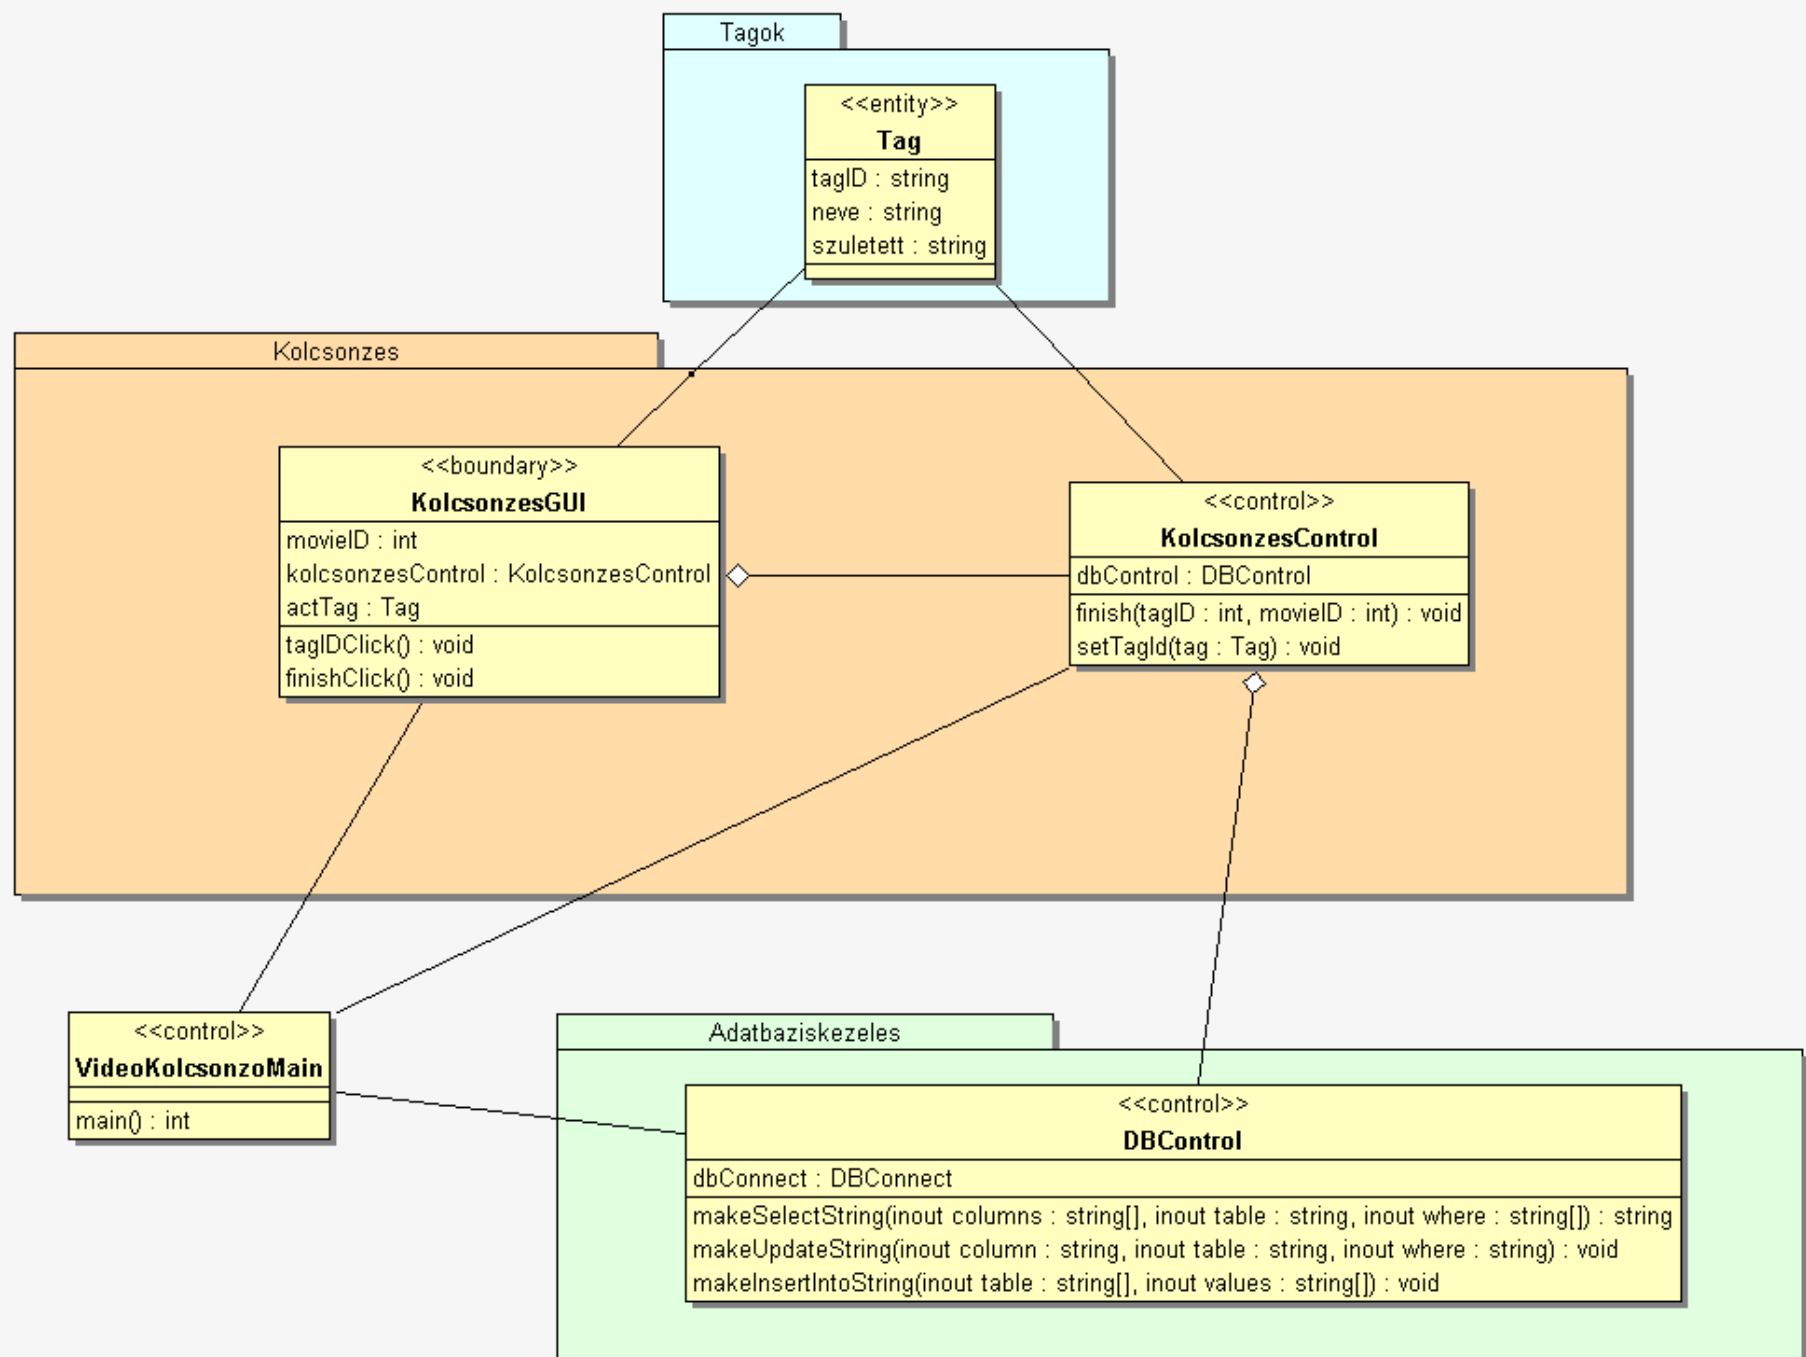 Tagok
<<entity>>
Tag
tagID : string
neve : string
szuletett : string
Kolcsonzes
<<boundary>>
KolcsonzesGUI
movieID : int
kolcsonzesControl : KolcsonzesControl
actTag : Tag
tagIDClick() : void
finishClick() : void
<<control>>
KolcsonzesControl
dbControl : DBControl
finish(tagID : int, movieID : int) : void
setTagId(tag : Tag) : void
<<control>>
VideoKolcsonzoMain
main() : int
Adatbaziskezeles
<<control>>
DBControl
dbConnect : DBConnect
makeSelectString(inout columns : string[], inout table : string, inout where : string[]) : string
makeUpdateString(inout column : string, inout table : string, inout where : string) : void
makeInsertIntoString(inout table : string[], inout values : string[]) : void